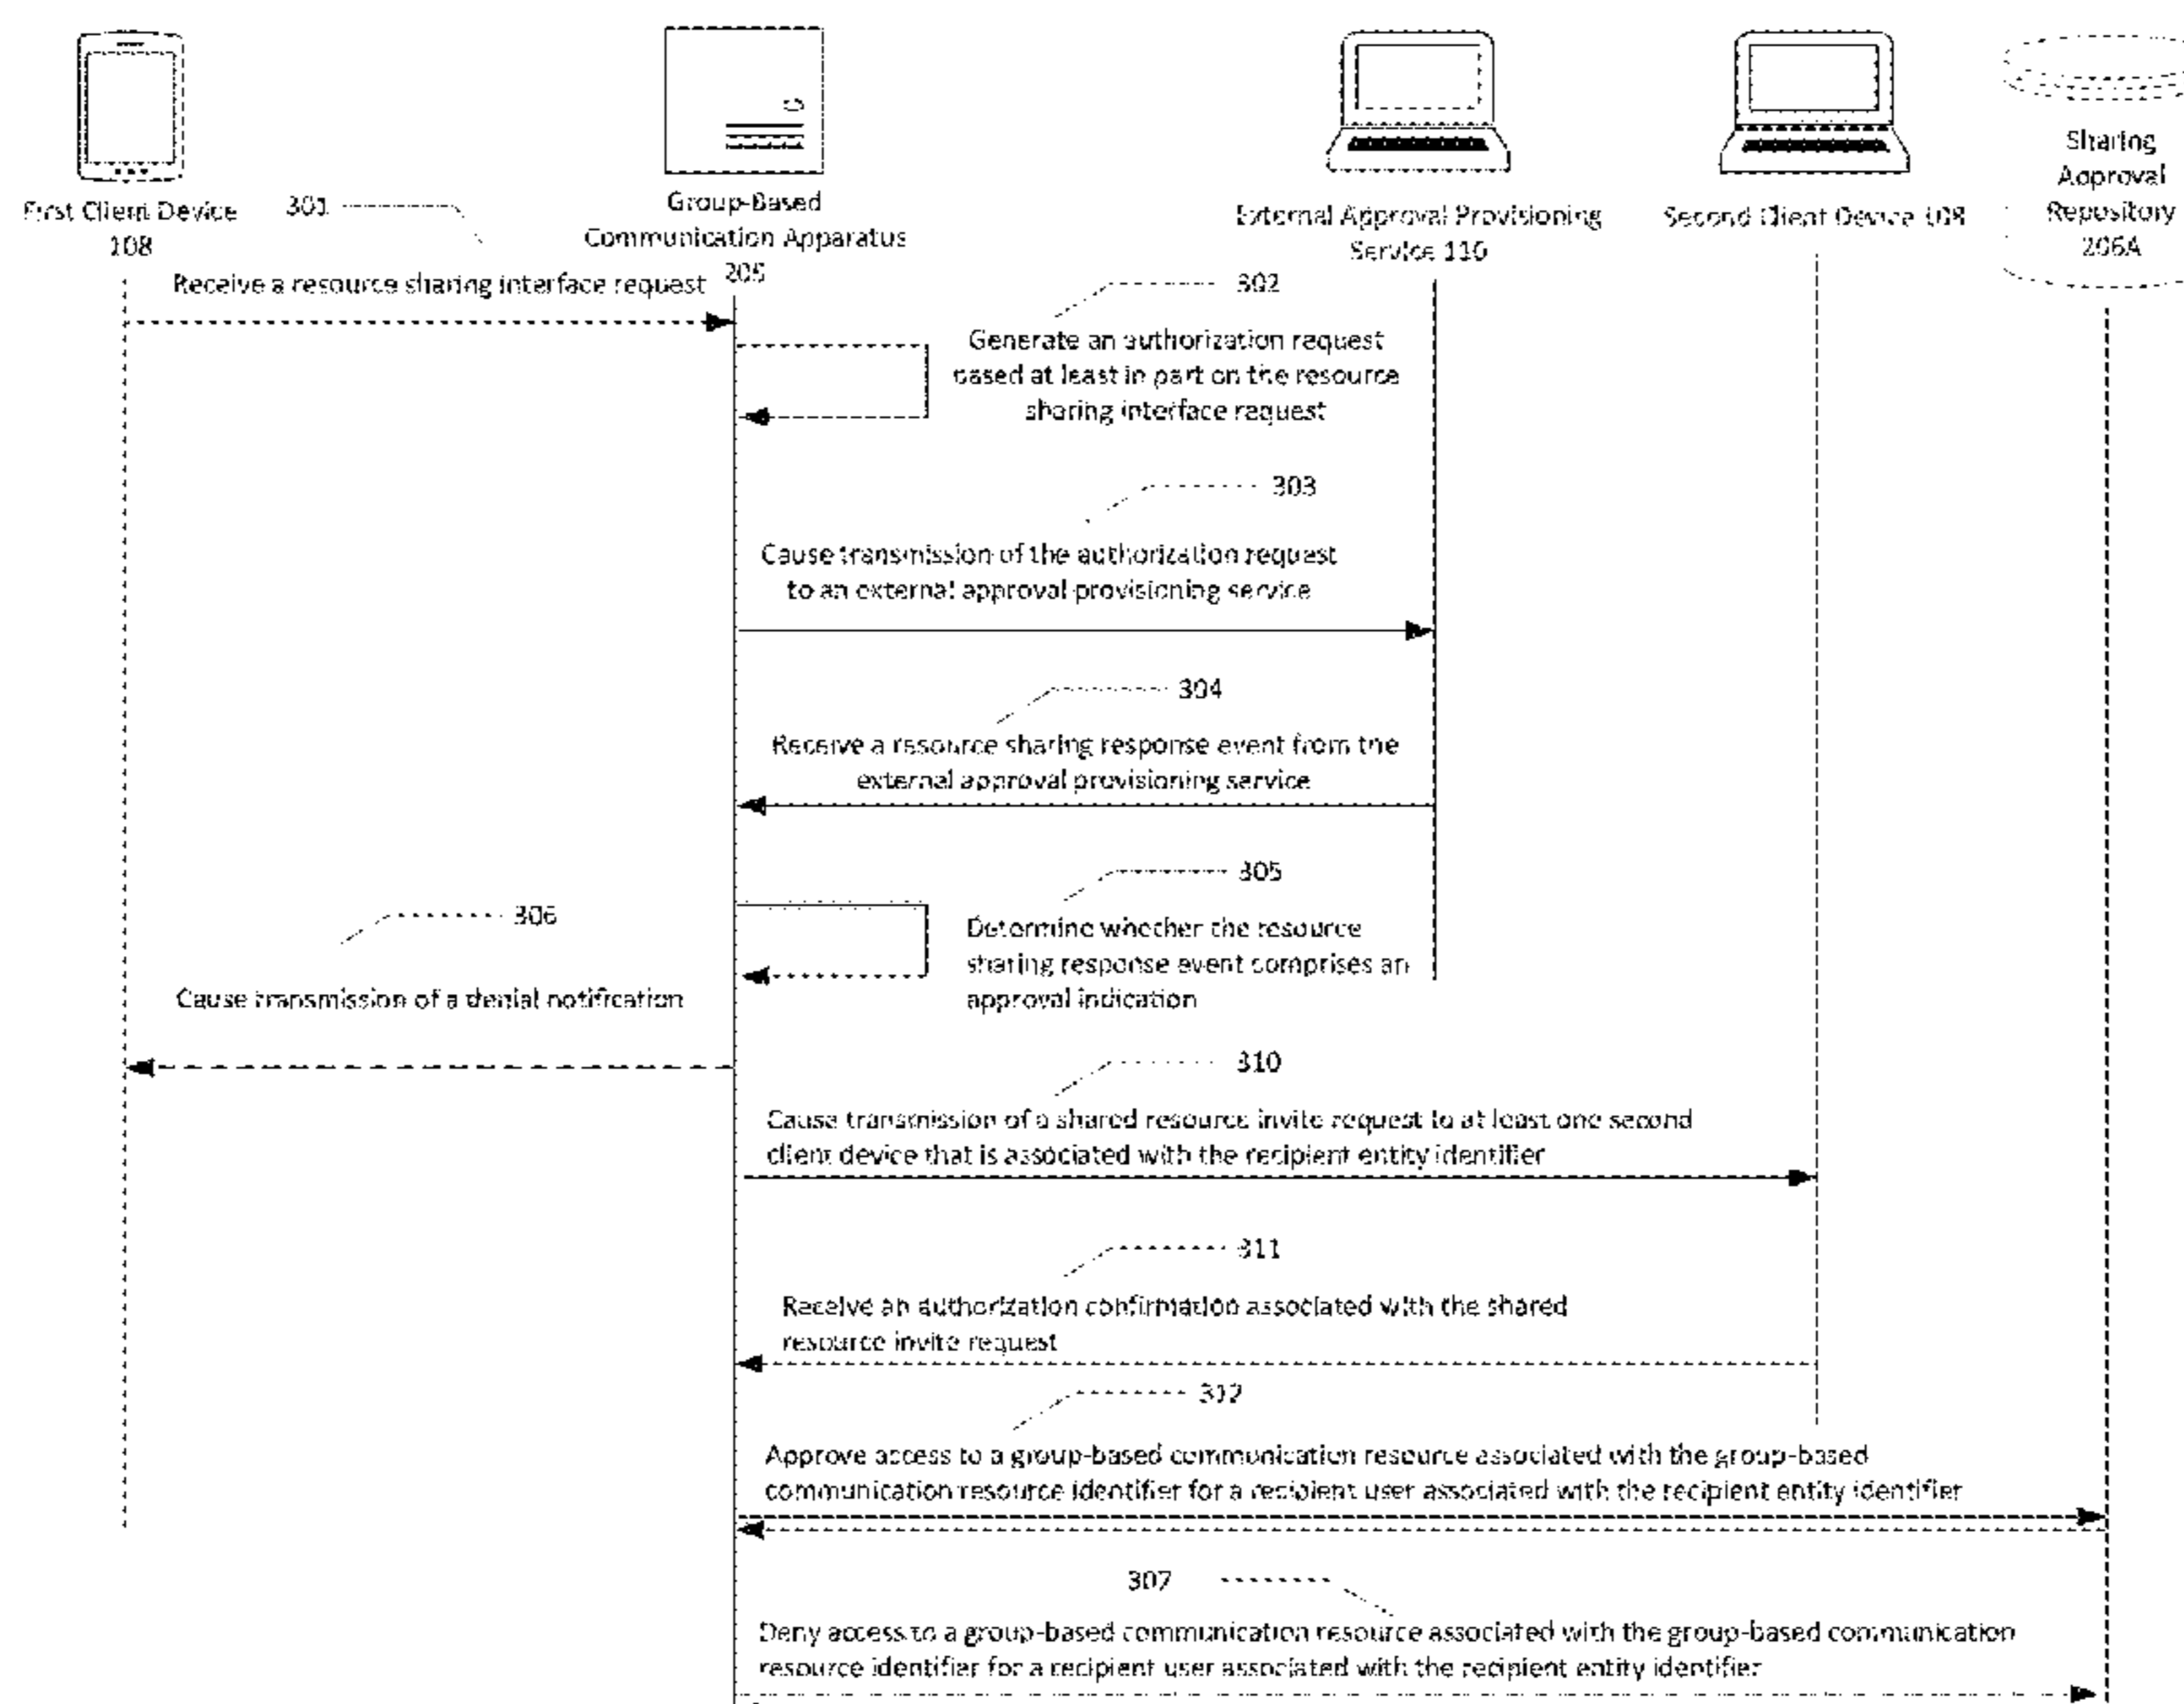 First Client Device
108
301
Group-Based
Communication Apparatus
205
External Approval Provisioning
Service 110
Second Client Device 108
Sharing
Approval
Repository
206A
Receive a resource sharing interface request
302
Generate an authorization request
based at least in part on the resource
sharing interface request
303
Cause transmission of the authorization request
to an external approval provisioning service
304
Receive a resource sharing response event from the
external approval provisioning service
305
Determine whether the resource
sharing response event comprises an
approval indication
306
Cause transmission of a denial notification
310
Cause transmission of a shared resource invite request to at least one second
client device that is associated with the recipient entity identifier
311
Receive an authorization confirmation associated with the shared
resource invite request
312
Approve access to a group-based communication resource associated with the group-based
communication resource identifier for a recipient user associated with the recipient entity identifier
307
Deny access to a group-based communication resource associated with the group-based communication
resource identifier for a recipient user associated with the recipient entity identifier